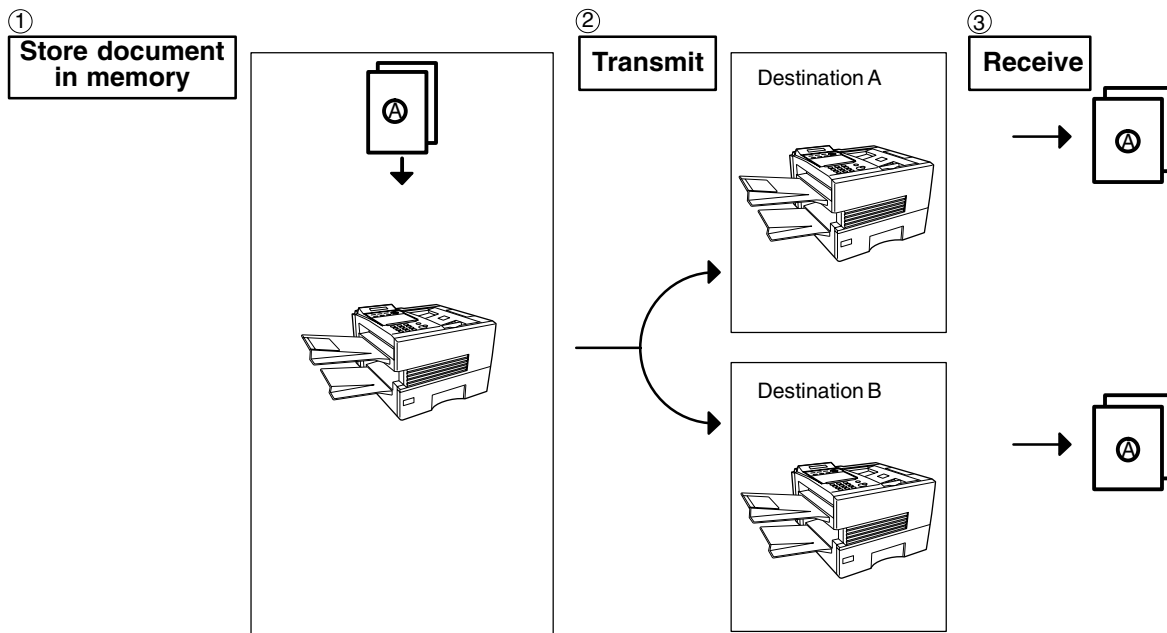 ①
Store document
in memory
Ⓐ
②
Transmit
Destination A
Destination B
③
Receive
Ⓐ
Ⓐ